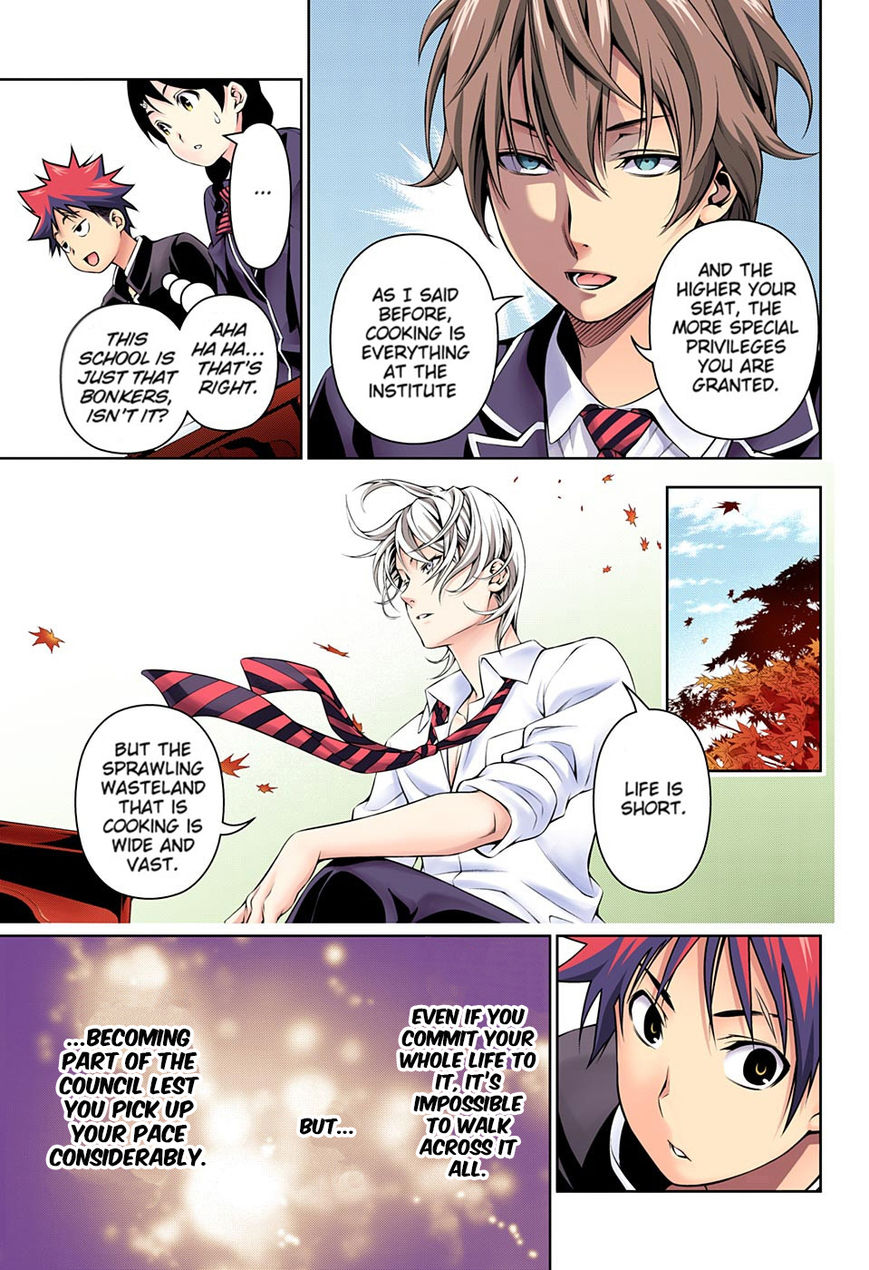 AND THE
HIGHER YOUR
SEAT, THE
MORE SPECIAL
PRIVILEGES
YOU ARE
GRANTED.
AS I SAID
BEFORE,
COOKING IS
EVERYTHING
AT THE
INSTITUTE
...
AHA
HA HA...
THAT'S
RIGHT.
THIS
SCHOOL IS
JUST THAT
BONKERS,
ISN'T IT?
LIFE IS
SHORT.
BUT THE
SPRAWLING
WASTELAND
THAT IS
COOKING IS
WIDE AND
VAST.
EVEN IF YOU
COMMIT YOUR
WHOLE LIFE TO
IT, IT'S
IMPOSSIBLE
TO WALK
ACROSS IT
ALL.
BUT...
...BECOMING
PART OF THE
COUNCIL LEST
YOU PICK UP
YOUR PACE
CONSIDERABLY.